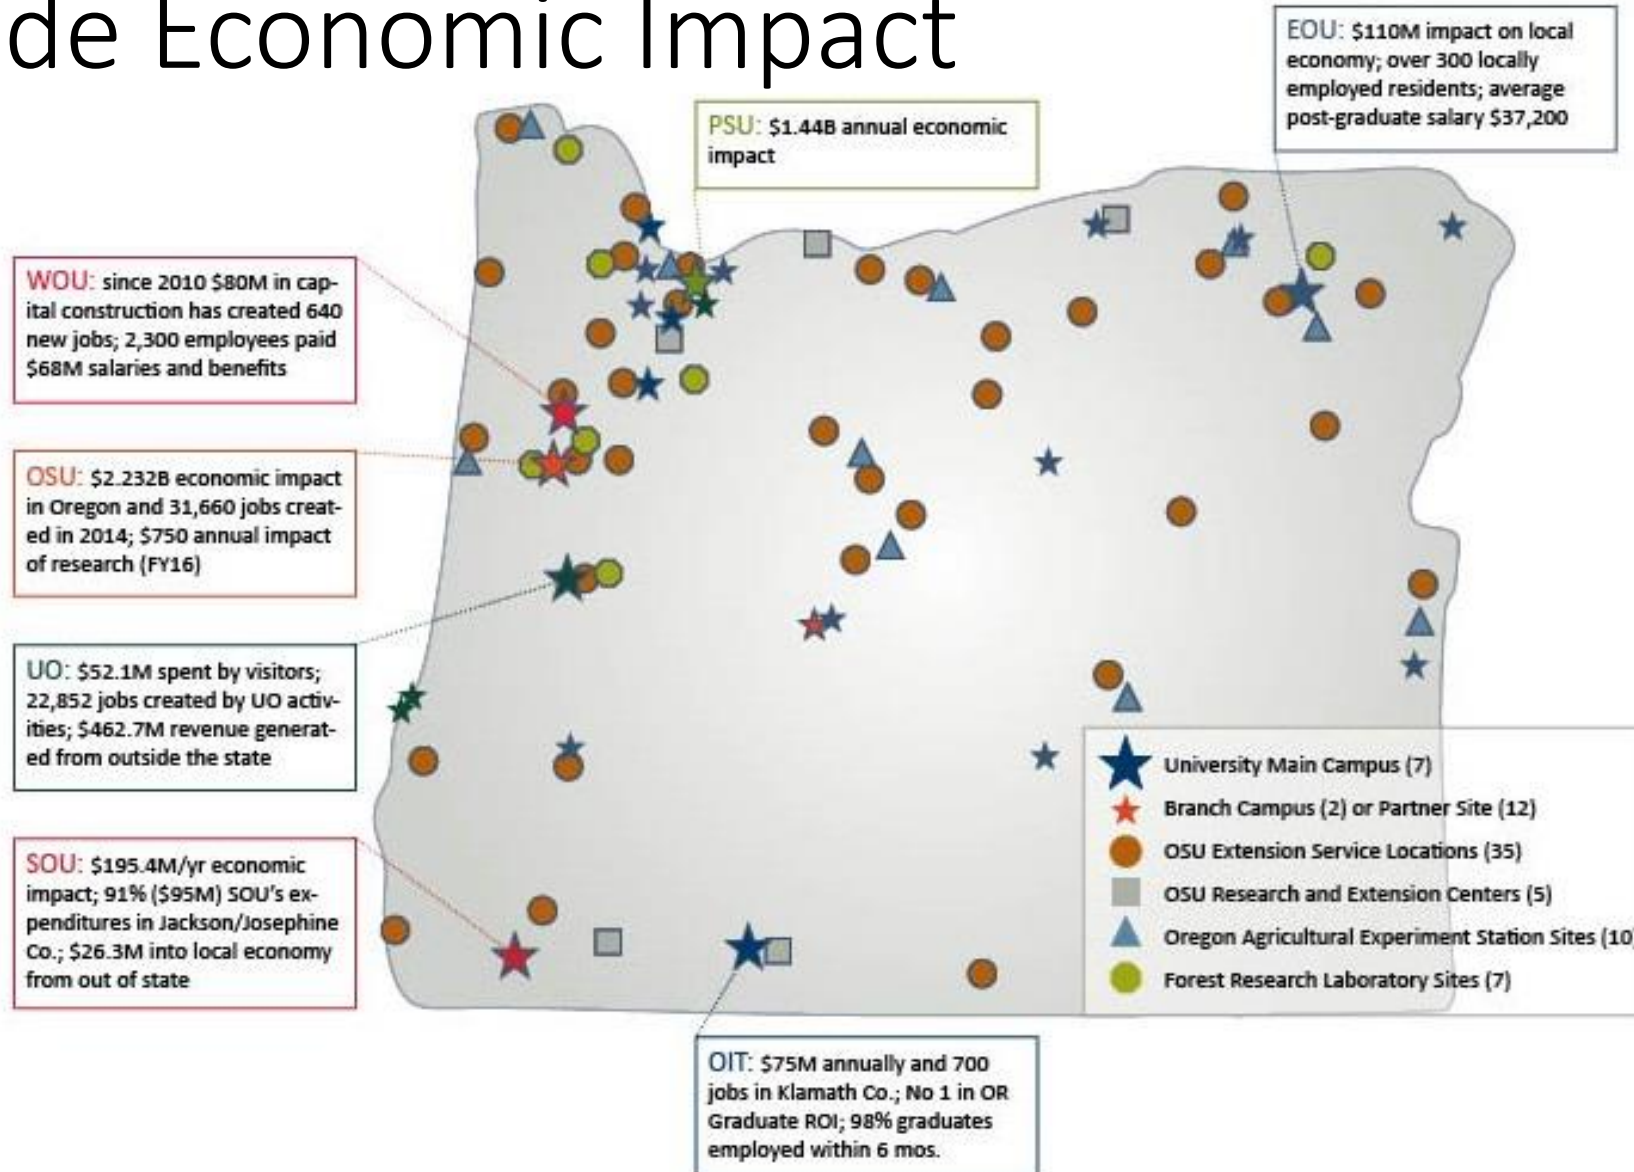 de Economic Impact
EOU: $110M impact on local
economy; over 300 locally
employed residents; average
post-graduate salary $37,200
PSU: $1.44B annual economic
impact
WOU: since 2010 $80M in cap-
ital construction has created 640
new jobs; 2,300 employees paid
$68M salaries and benefits
OSU: $2.232B economic impact
in Oregon and 31,660 jobs creat-
ed in 2014; $750 annual impact
of research (FY16)
UO: $52.1M spent by visitors;
22,852 jobs created by UO activ-
ities; $462.7M revenue generat-
ed from outside the state
SOU: $195.4M/yr economic
impact; 91% ($95M) SOU's ex-
penditures in Jackson/Josephine
Co.; $26.3M into local economy
from out of state
University Main Campus (7)
Branch Campus (2) or Partner Site (12)
OSU Extension Service Locations (35)
OSU Research and Extension Centers (5)
Oregon Agricultural Experiment Station Sites (10
Forest Research Laboratory Sites (7)
OIT: $75M annually and 700
jobs in Klamath Co.; No 1 in OR
Graduate ROI; 98% graduates
employed within 6 mos.